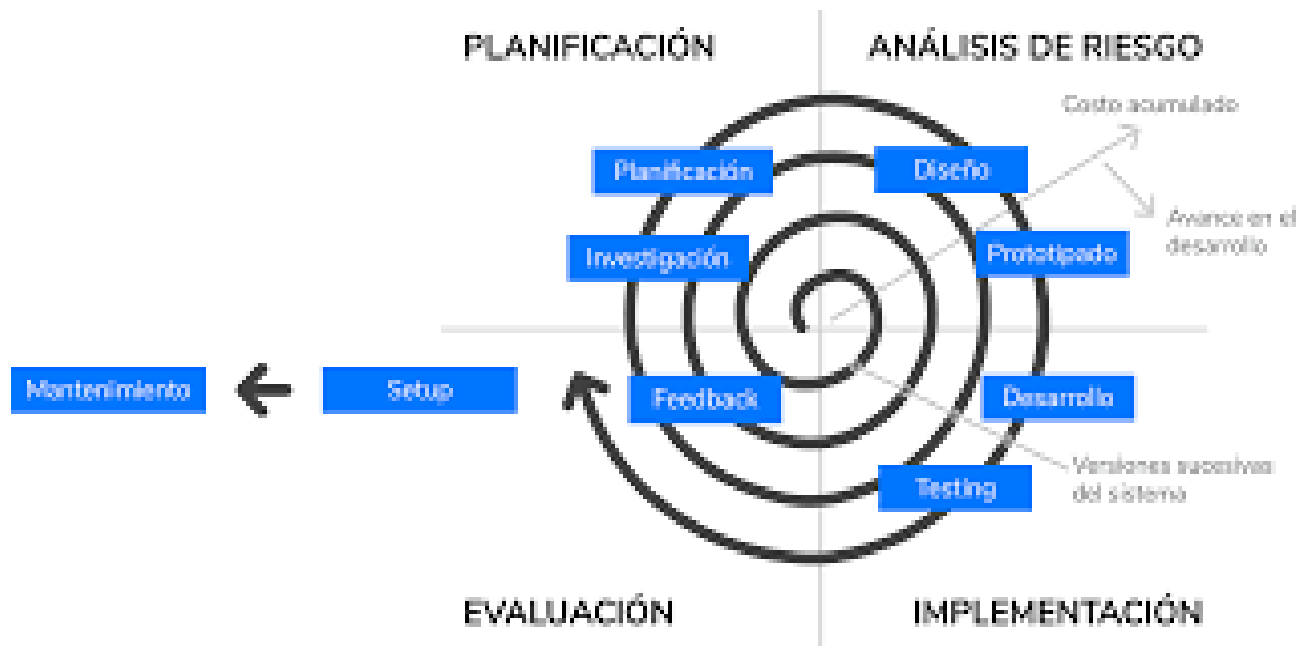 PLANIFICACIÓN
ANÁLISIS DE RIESGO
Costo acumulado
Planificación
Diseño
Avance en el
desarrollo
Investigación
Prototipado
Mantenimiento
Setup
Feedback
Desarrollo
Versiones sucesivas
del sistema
Testing
EVALUACIÓN
IMPLEMENTACIÓN